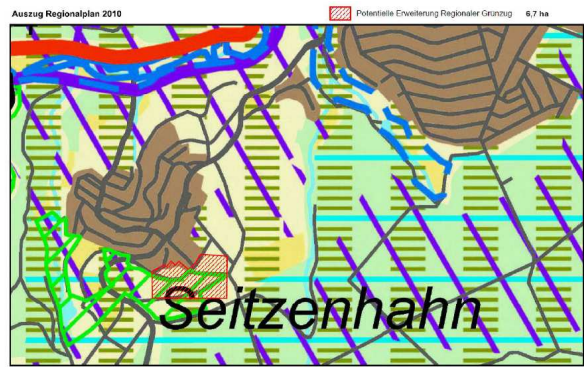 Auszug Regionalplan 2010
Potentielle Erweiterung Regionaler Grünzug 6,7 ha
Seitzenhahn